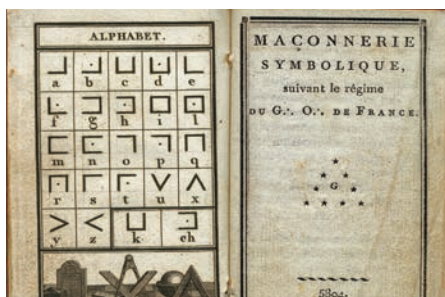 ALPHABET.
a b c d e
f g h i l
m n o p q
r s t u x
y z k ch
MAÇONNERIE
SYMBOLIQUE,
suivant le régime
DU G∴ O∴ DE FRANCE.
G